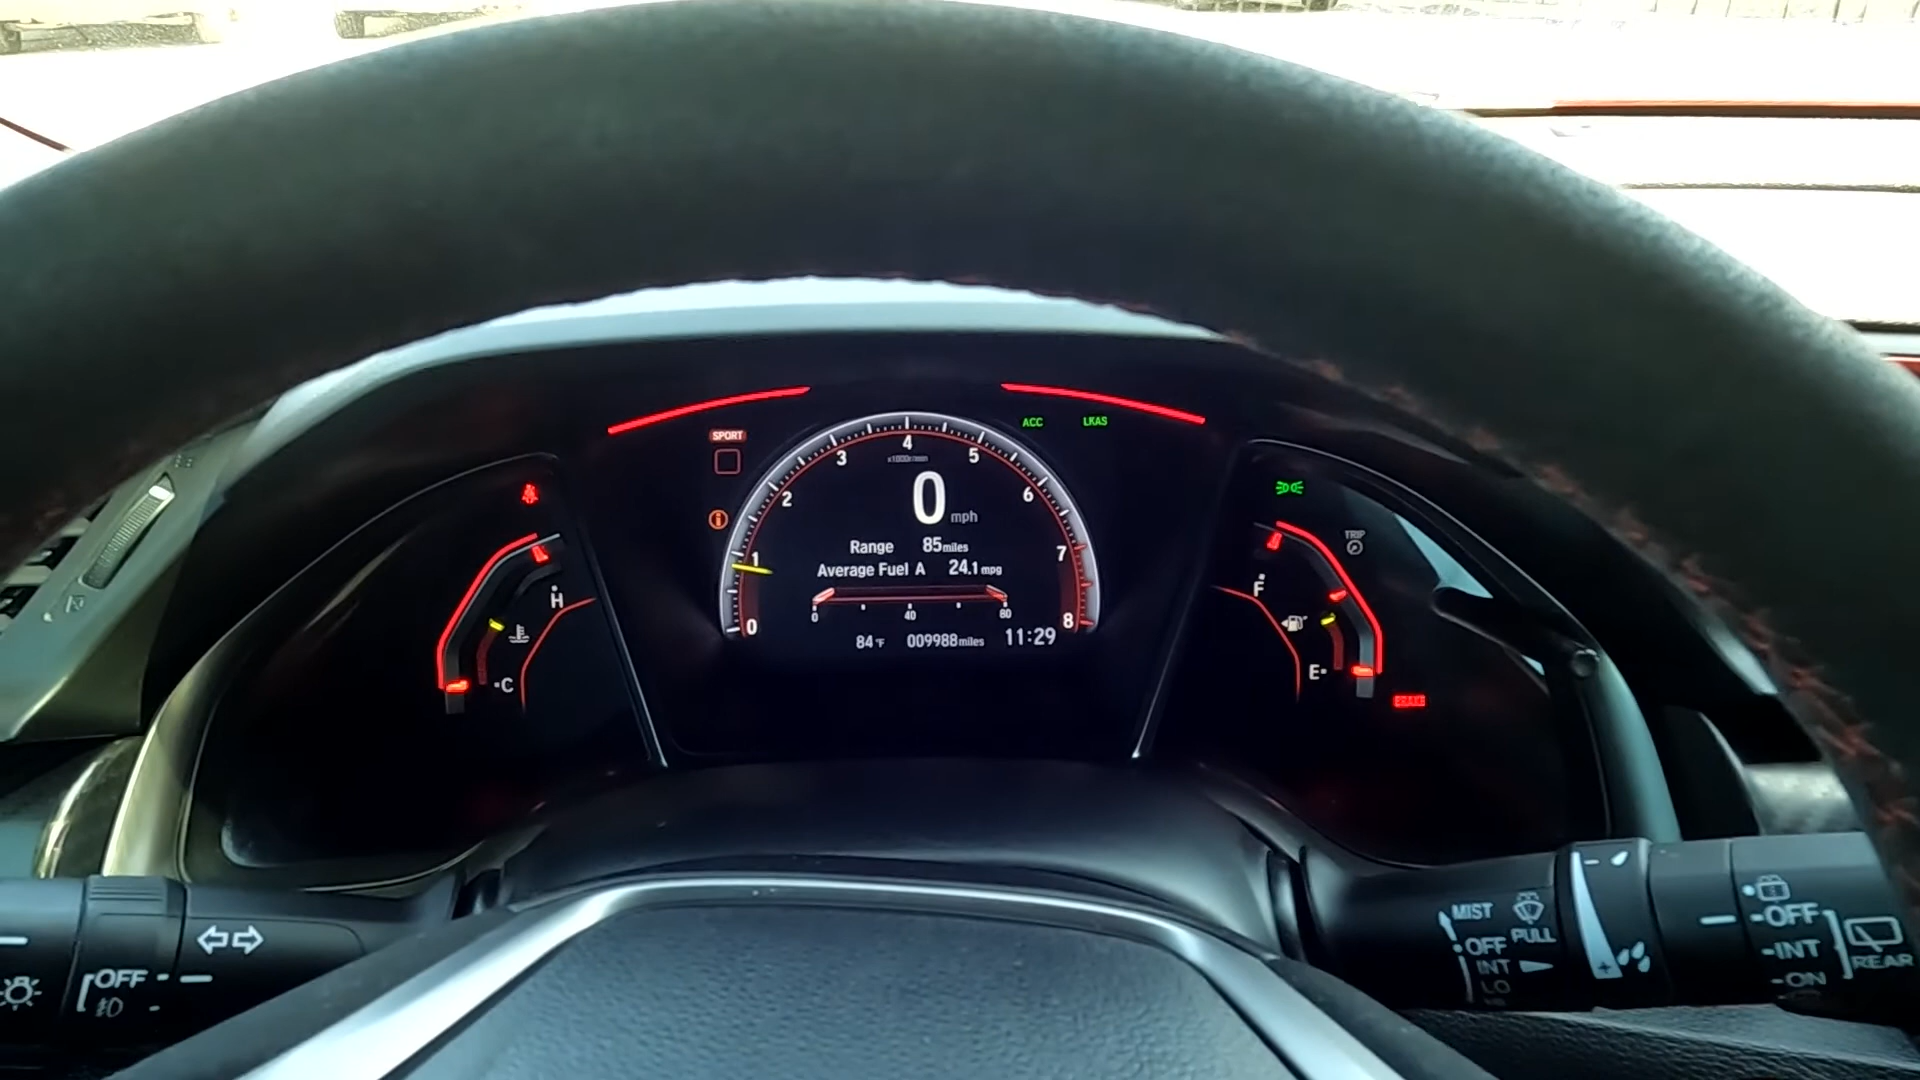 SPORT
ACC
LKAS
0
1
2
3
4
5
6
7
8
0 mph
Range 85miles
Average Fuel A 24.1mpg
0 40 80
84°F 009988miles 11:29
H
C
TRIP
F
E
OFF
MIST
OFF
INT
LO
PULL
OFF
INT
ON
REAR